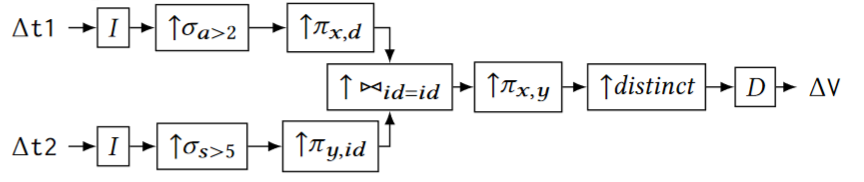 Δt1 I ↑σa>2 ↑πx,d
↑⋈id=id ↑πx,y ↑distinct D ΔV
Δt2 I ↑σs>5 ↑πy,id